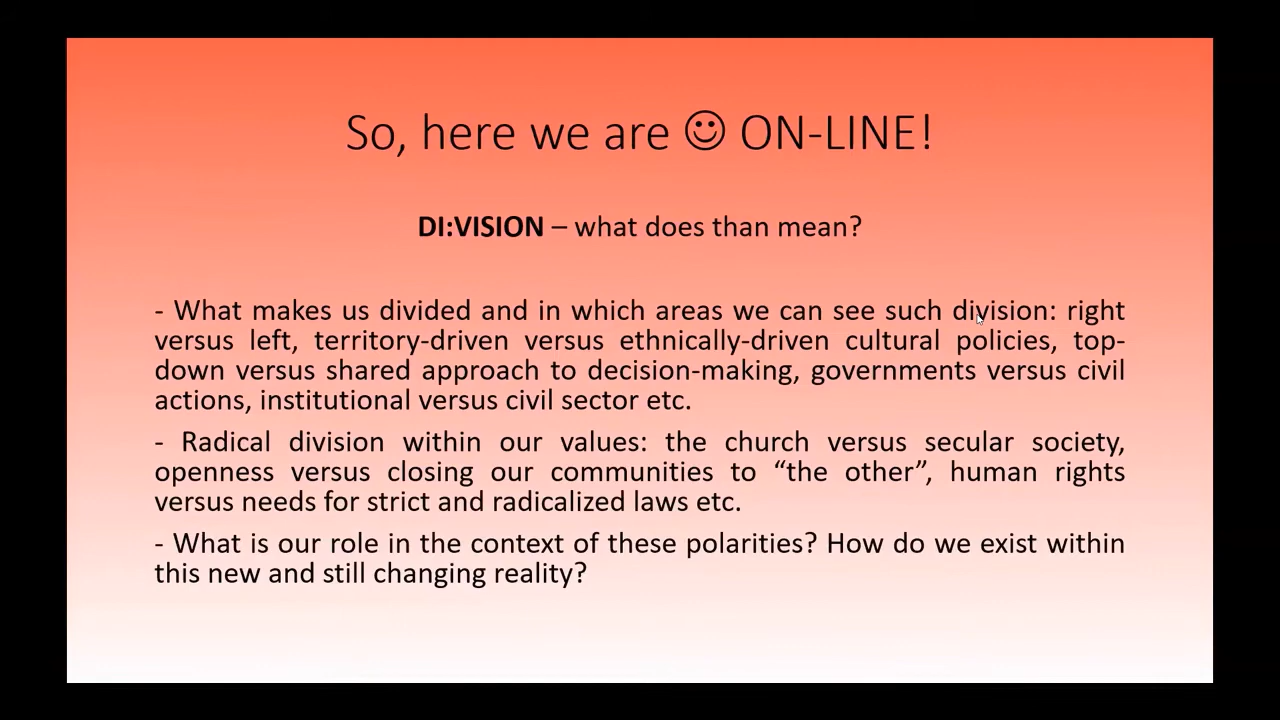 So, here we are ☺ ON-LINE!
DI:VISION – what does than mean?
- What makes us divided and in which areas we can see such division: right
versus left, territory-driven versus ethnically-driven cultural policies, top-
down versus shared approach to decision-making, governments versus civil
actions, institutional versus civil sector etc.
- Radical division within our values: the church versus secular society,
openness versus closing our communities to “the other”, human rights
versus needs for strict and radicalized laws etc.
- What is our role in the context of these polarities? How do we exist within
this new and still changing reality?